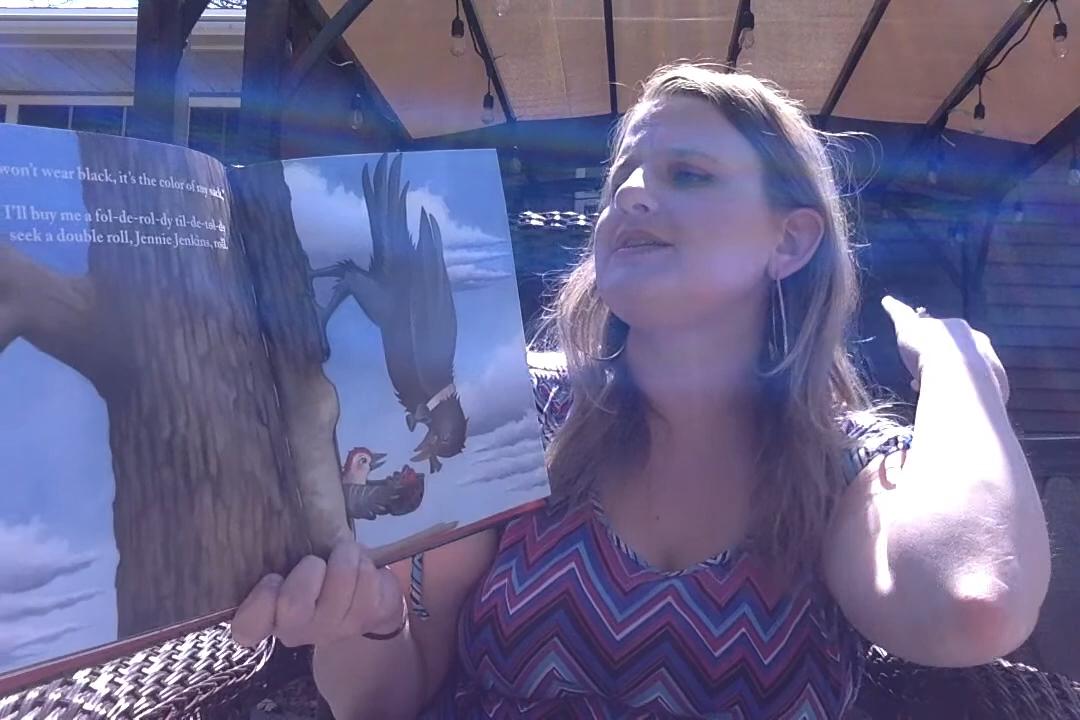 won't wear black, it's the color of my sack."
I'll buy me a fol-de-rol-dy til-de-tol-dy
seek a double roll, Jennie Jenkins, roll.